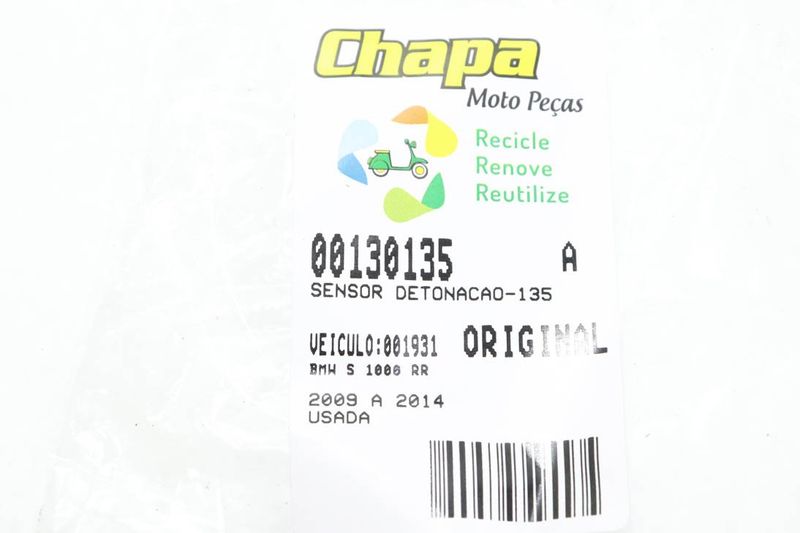 Chapa
Moto Peças
Recicle
Renove
Reutilize
00130135 A
SENSOR DETONACAO-135
VEICULO:001931 ORIGINAL
BMW S 1000 RR
2009 A 2014
USADA